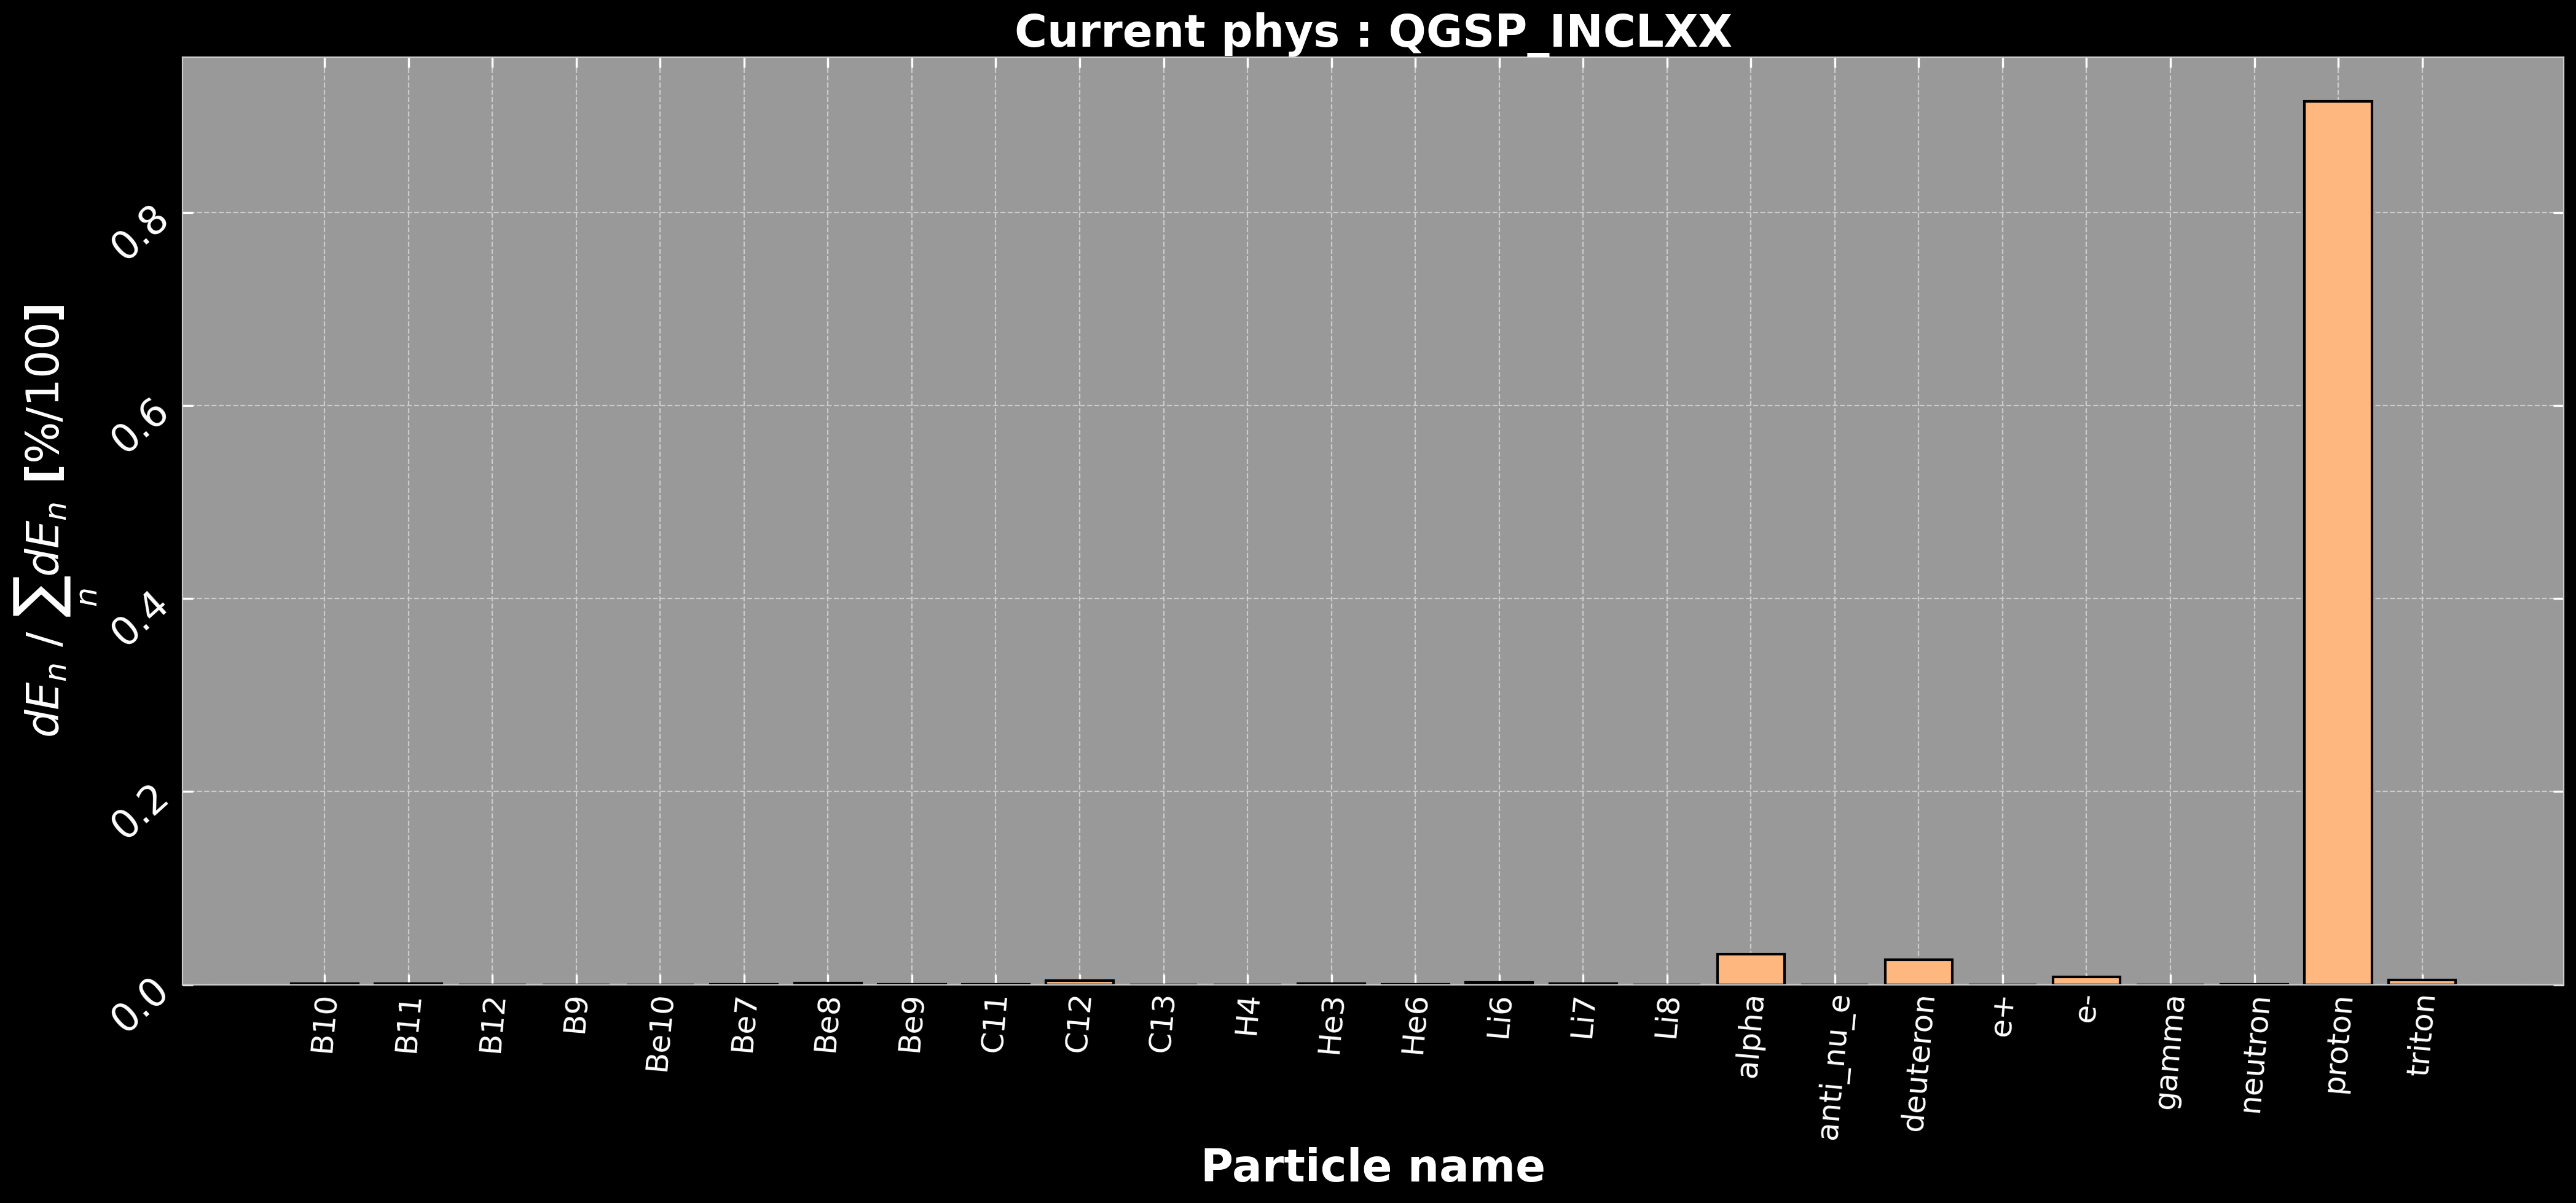 Current phys : QGSP_INCLXX
dE_n / ∑_n dE_n [%/100]
0.8
0.6
0.4
0.2
0.0
B10
B11
B12
B9
Be10
Be7
Be8
Be9
C11
C12
C13
H4
He3
He6
Li6
Li7
Li8
alpha
anti_nu_e
deuteron
e+
e-
gamma
neutron
proton
triton
Particle name